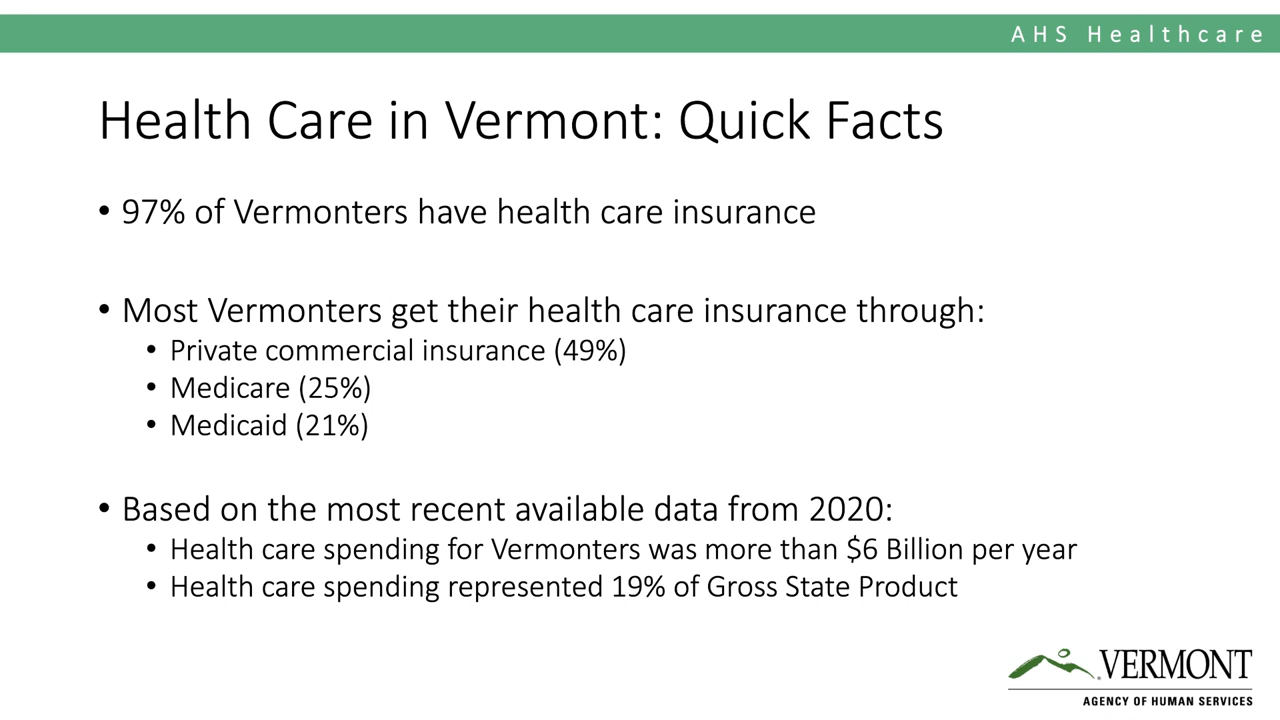 AHS Healthcare
Health Care in Vermont: Quick Facts
• 97% of Vermonters have health care insurance
• Most Vermonters get their health care insurance through:
• Private commercial insurance (49%)
• Medicare (25%)
• Medicaid (21%)
• Based on the most recent available data from 2020:
• Health care spending for Vermonters was more than $6 Billion per year
• Health care spending represented 19% of Gross State Product
VERMONT
AGENCY OF HUMAN SERVICES